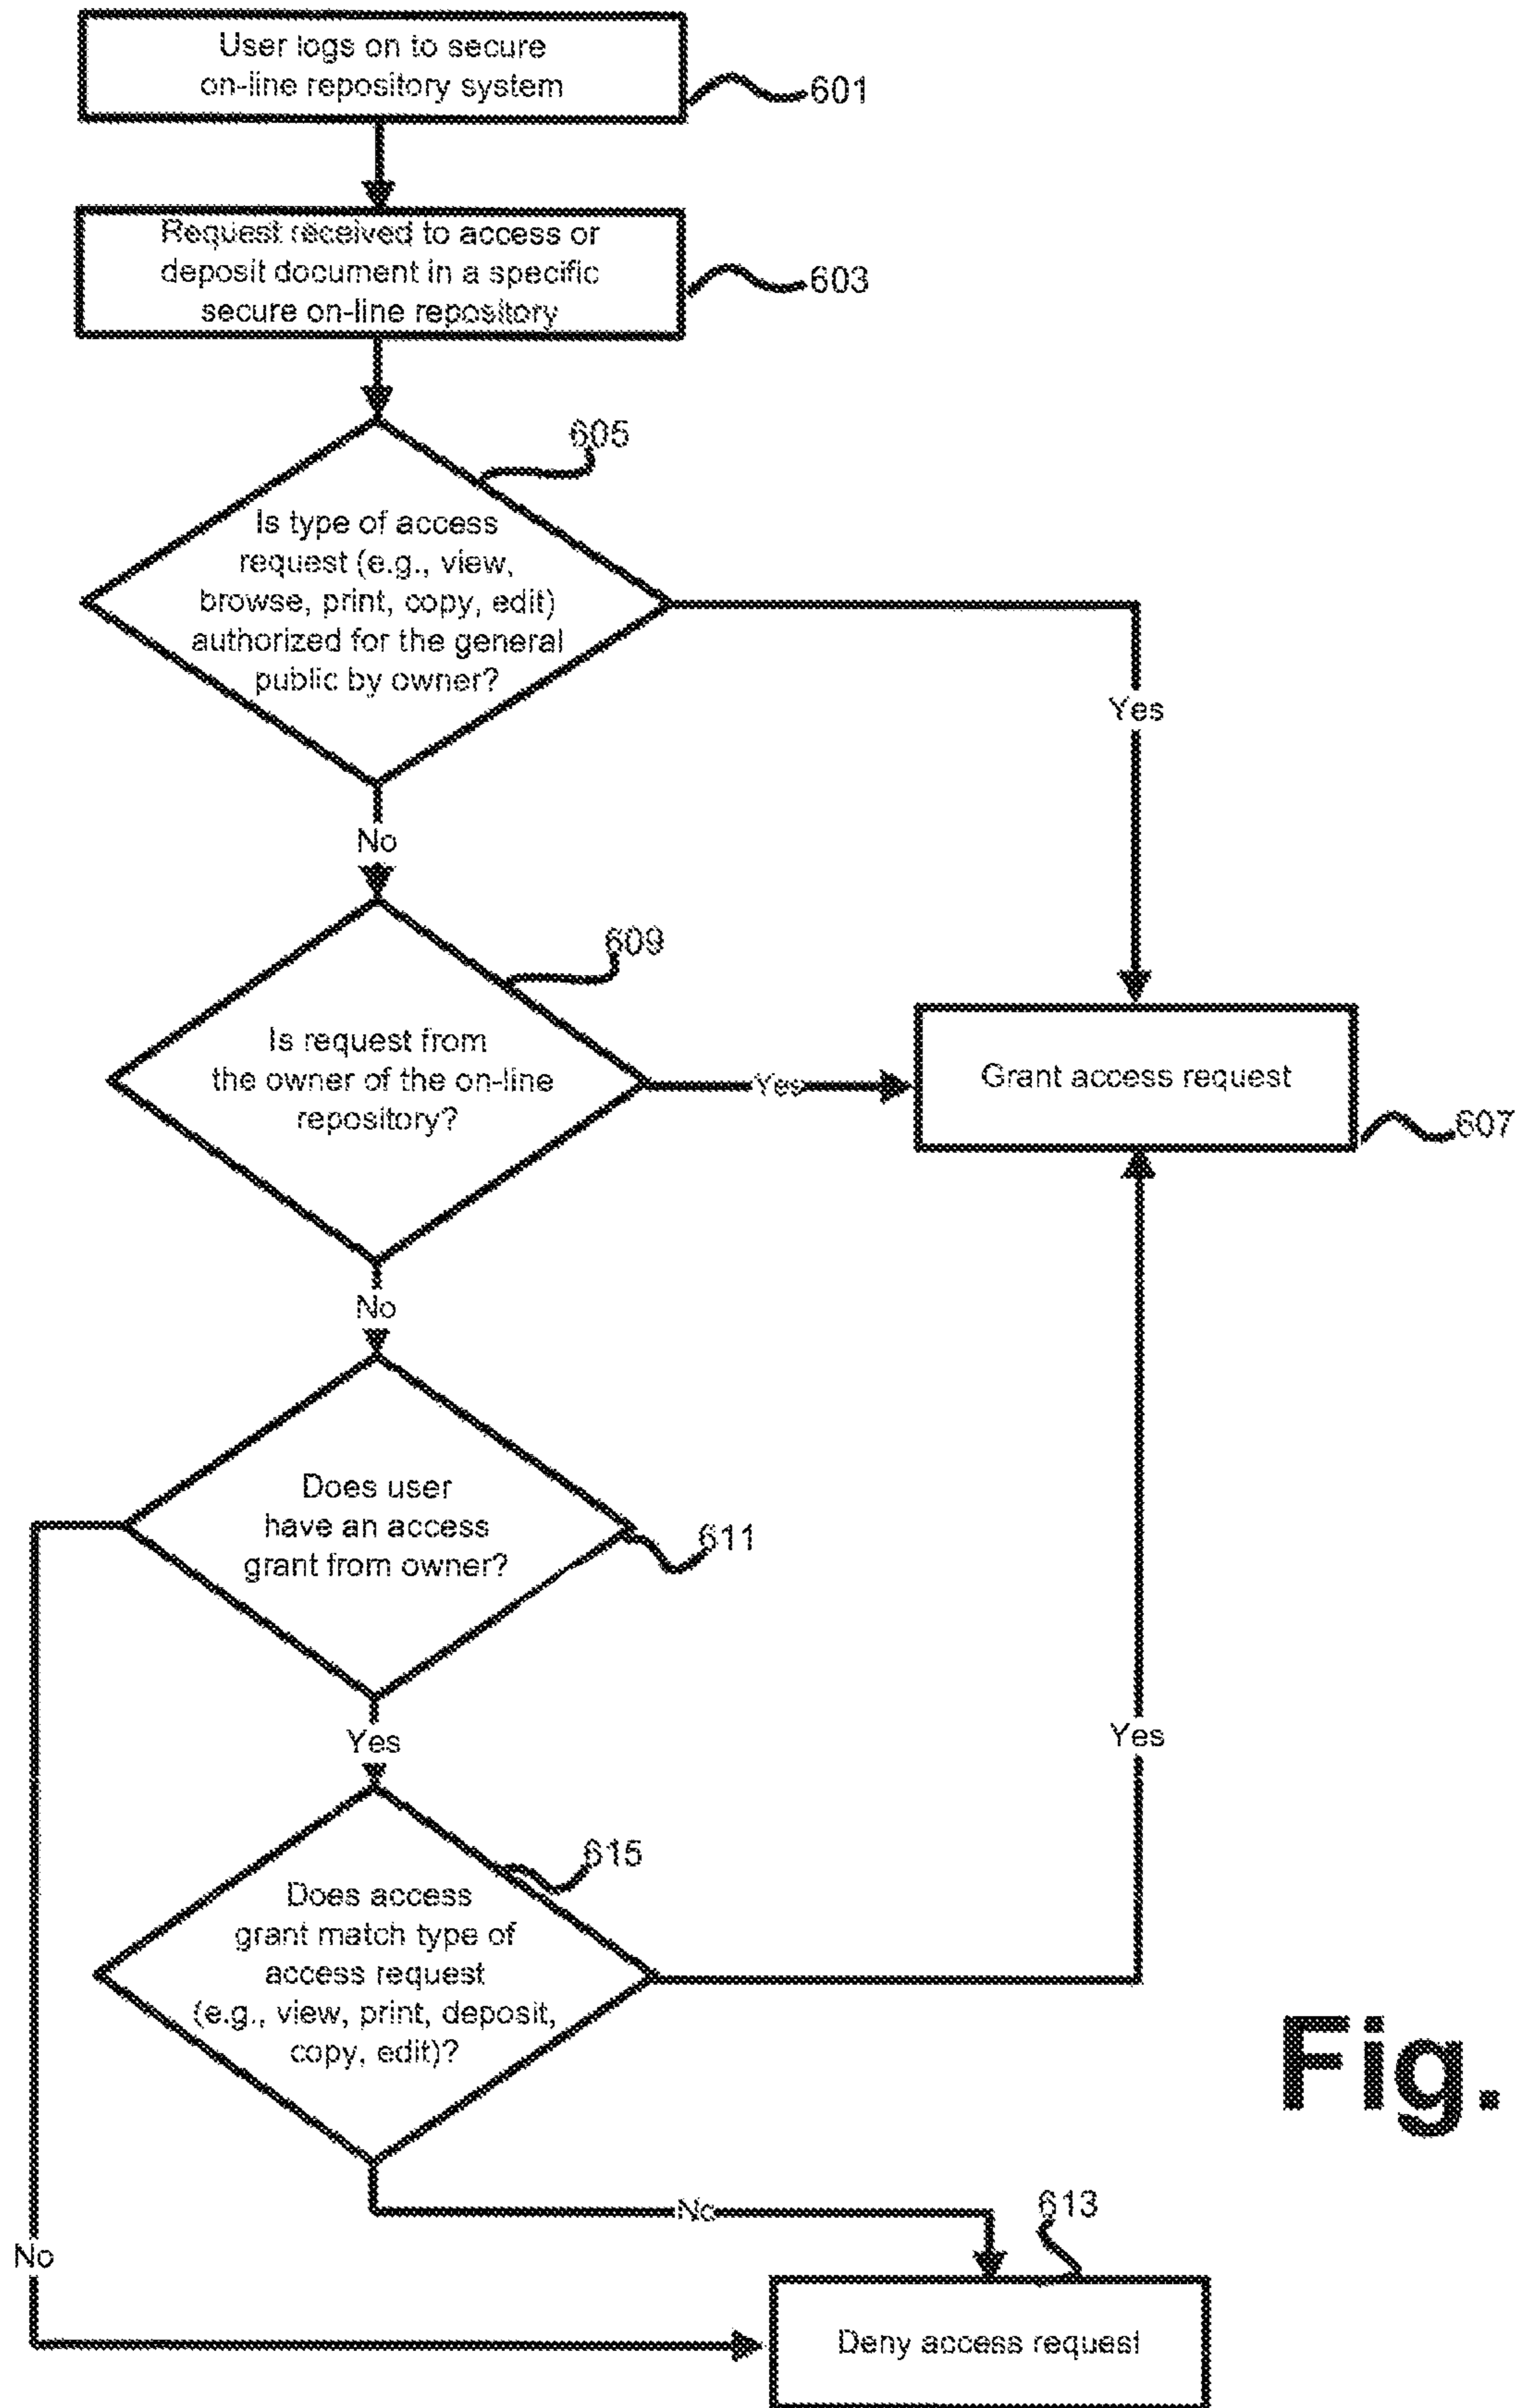 User logs on to secure
on-line repository system
601
Request received to access or
deposit document in a specific
secure on-line repository
603
605
Is type of access
request (e.g., view,
browse, print, copy, edit)
authorized for the general
public by owner?
Yes
No
609
Is request from
the owner of the on-line
repository?
Yes
Grant access request
607
No
Does user
have an access
grant from owner?
611
Yes
Yes
615
Does access
grant match type of
access request
(e.g., view, print, deposit,
copy, edit)?
Fig.
No
613
No
Deny access request